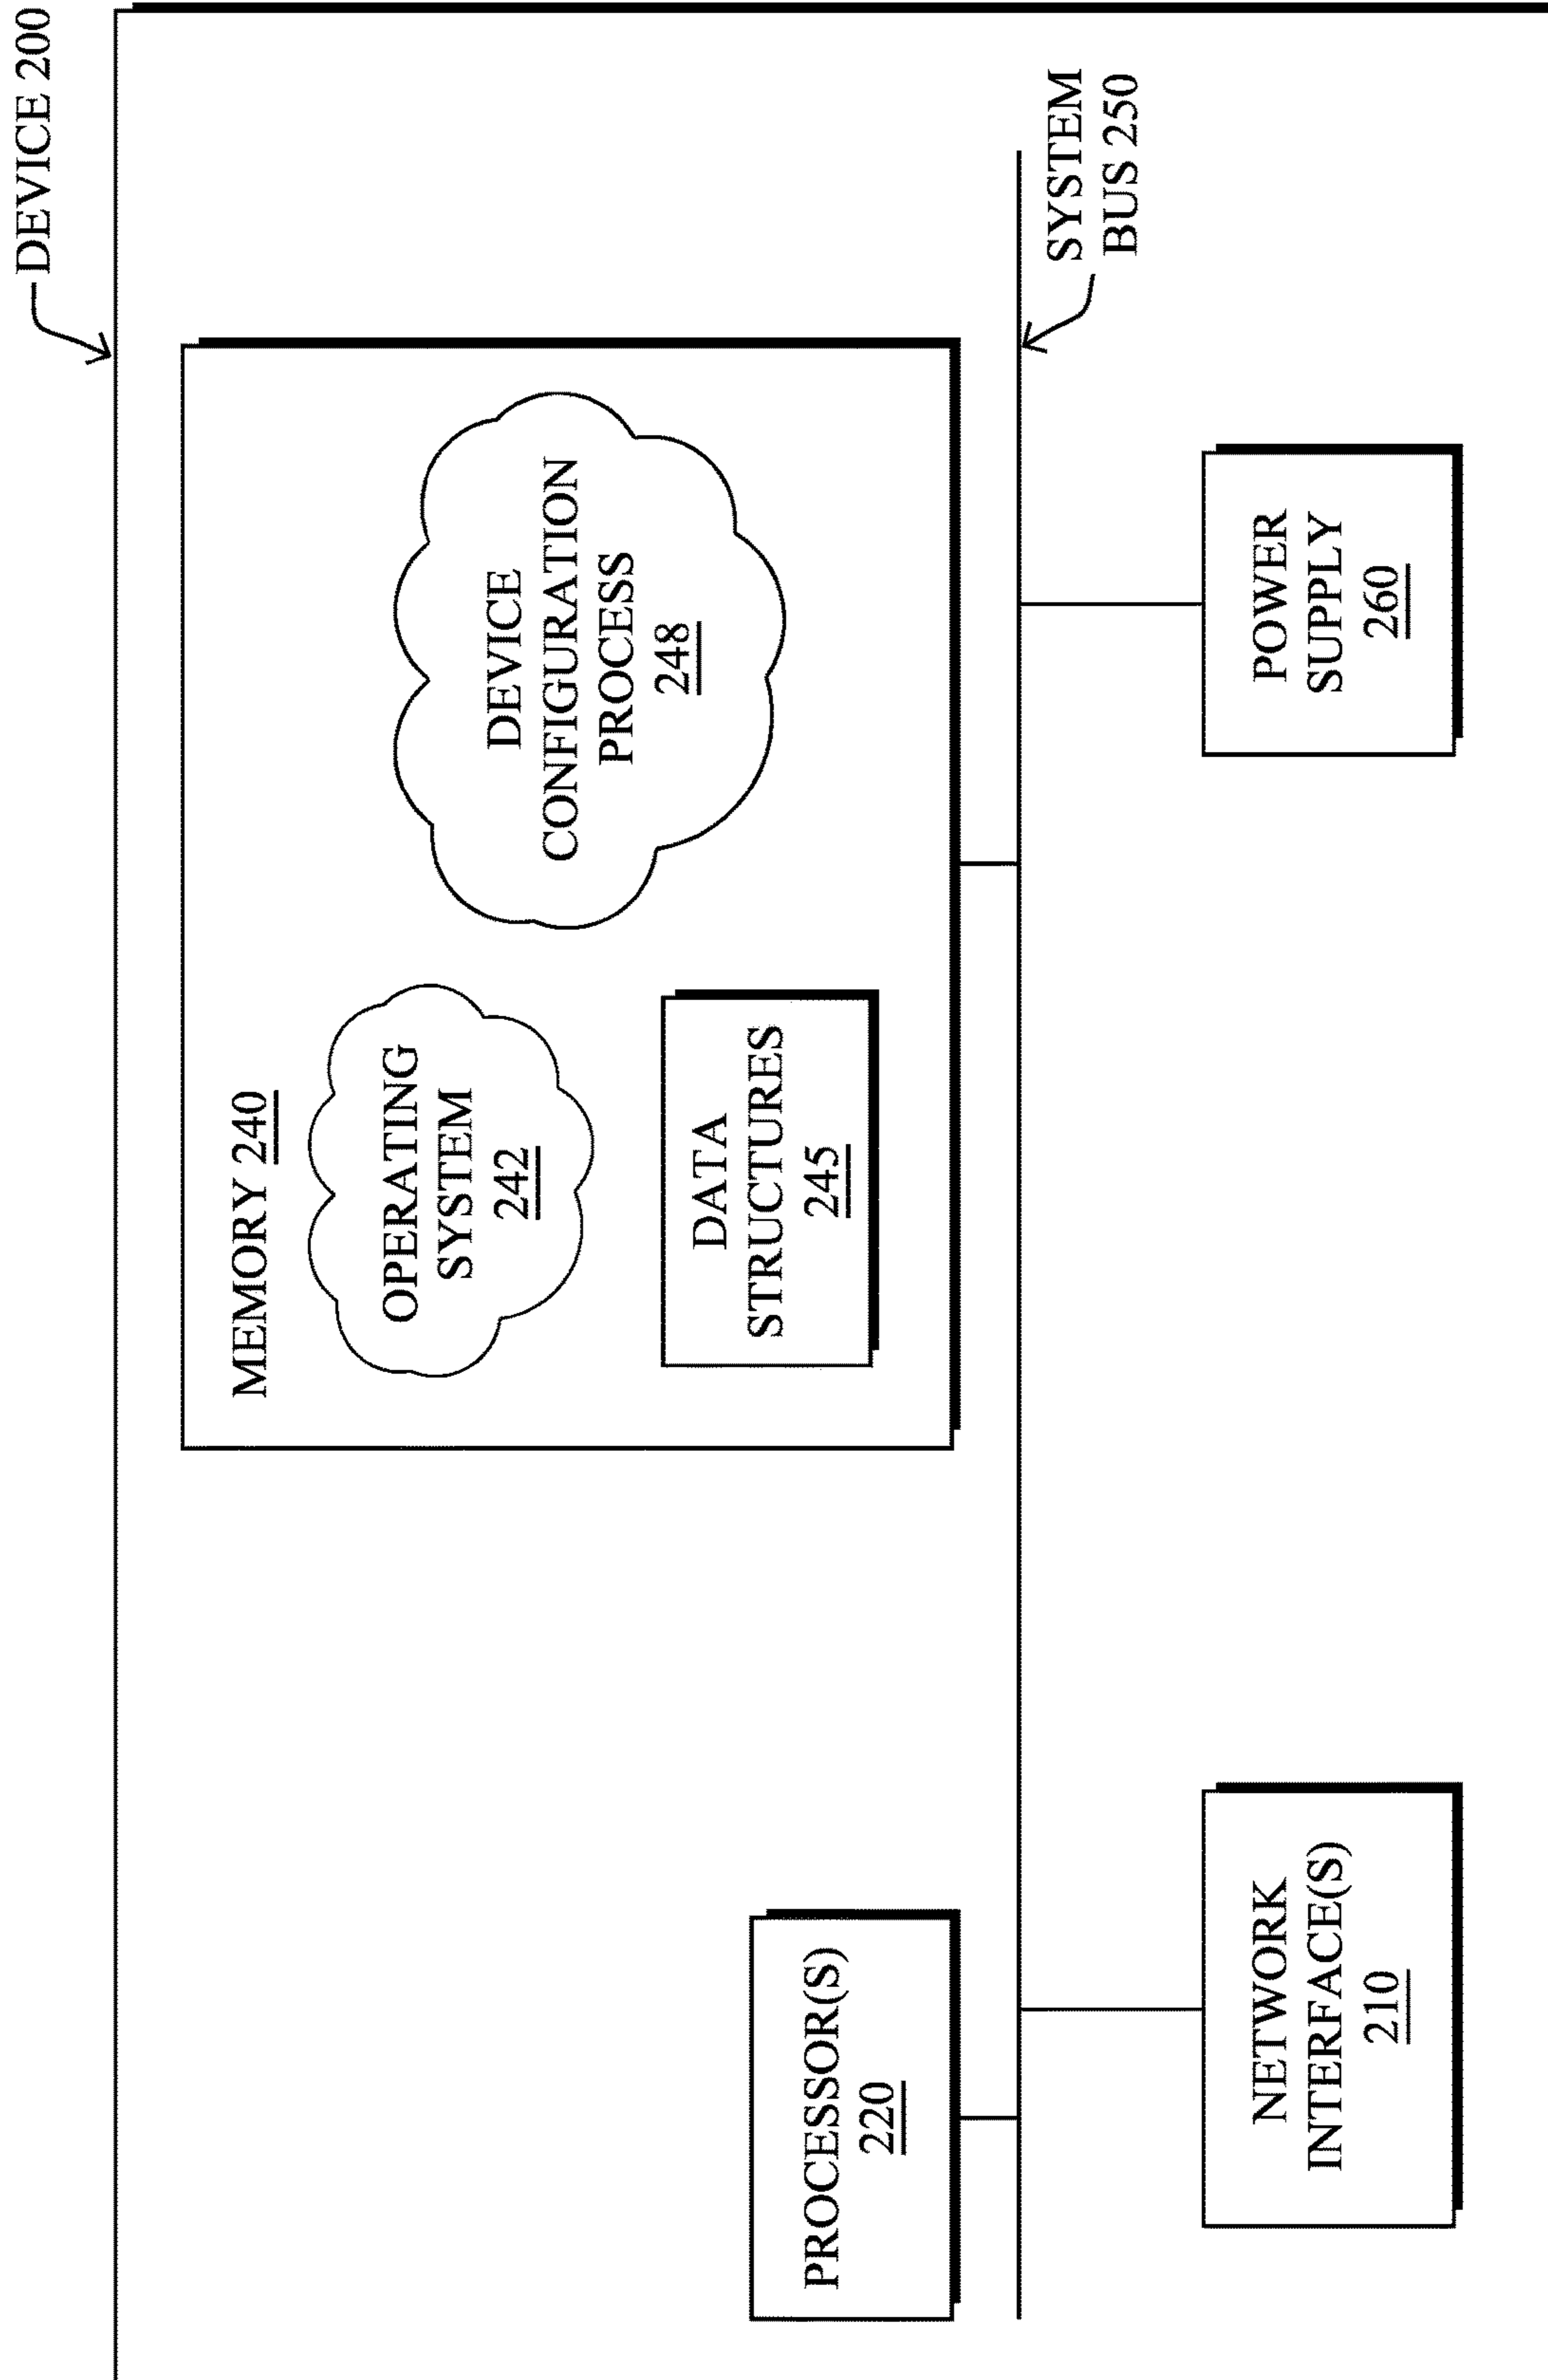 DEVICE 200
MEMORY 240
OPERATING
SYSTEM
242
DEVICE
CONFIGURATION
PROCESS
248
DATA
STRUCTURES
245
PROCESSOR(S)
220
SYSTEM
BUS 250
NETWORK
INTERFACE(S)
210
POWER
SUPPLY
260